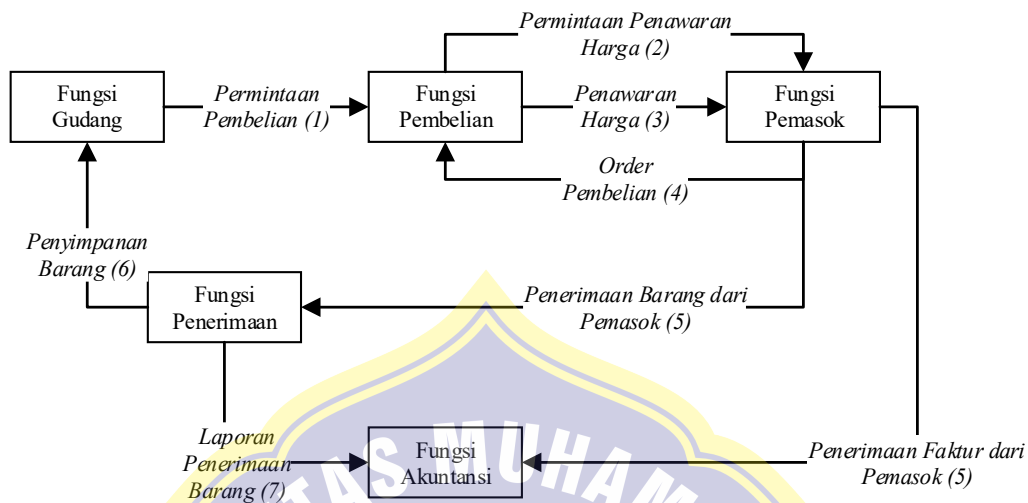 Permintaan Penawaran
Harga (2)
Fungsi
Gudang
Permintaan
Pembelian (1)
Fungsi
Pembelian
Penawaran
Harga (3)
Fungsi
Pemasok
Order
Pembelian (4)
Penyimpanan
Barang (6)
Fungsi
Penerimaan
Penerimaan Barang dari
Pemasok (5)
Laporan
Penerimaan
Barang (7)
Fungsi
Akuntansi
Penerimaan Faktur dari
Pemasok (5)
TAS MUHAM